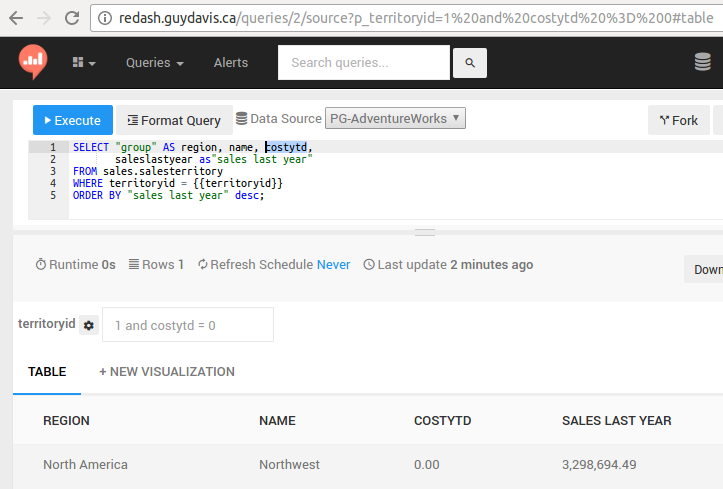 redash.guydavis.ca/queries/2/source?p_territoryid=1%20and%20costytd%20%3D%200#table
Queries Alerts Search queries...
Execute Format Query Data Source PG-AdventureWorks Fork
1 SELECT "group" AS region, name, costytd,
2 saleslastyear as"sales last year"
3 FROM sales.salesterritory
4 WHERE territoryid = {{territoryid}}
5 ORDER BY "sales last year" desc;
Runtime 0s Rows 1 Refresh Schedule Never Last update 2 minutes ago Down
territoryid 1 and costytd = 0
TABLE + NEW VISUALIZATION
REGION NAME COSTYTD SALES LAST YEAR
North America Northwest 0.00 3,298,694.49